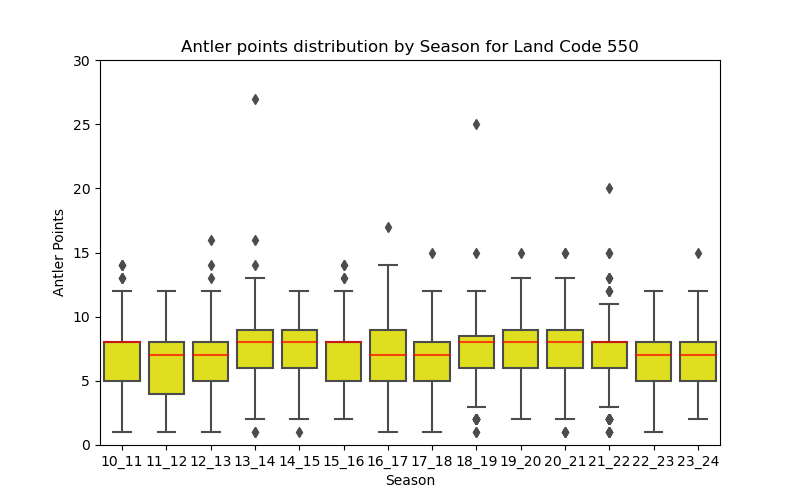 Antler points distribution by Season for Land Code 550
30
25
20
15
10
5
0
Antler Points
10_11 11_12 12_13 13_14 14_15 15_16 16_17 17_18 18_19 19_20 20_21 21_22 22_23 23_24
Season